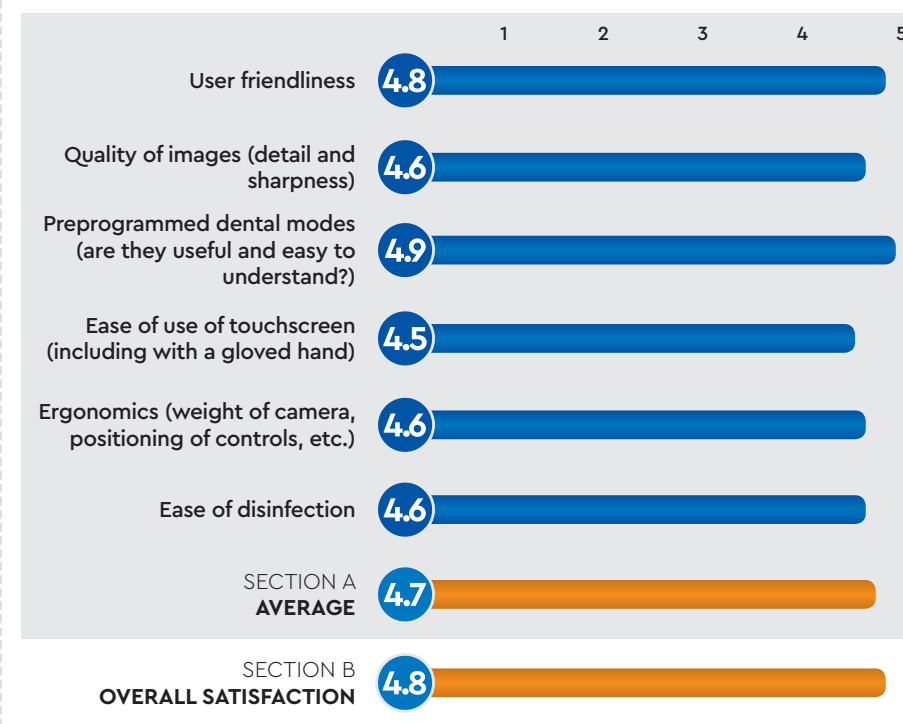 1 2 3 4 5
User friendliness 4.8
Quality of images (detail and
sharpness) 4.6
Preprogrammed dental modes
(are they useful and easy to
understand?) 4.9
Ease of use of touchscreen
(including with a gloved hand) 4.5
Ergonomics (weight of camera,
positioning of controls, etc.) 4.6
Ease of disinfection 4.6
SECTION A
AVERAGE 4.7
SECTION B
OVERALL SATISFACTION 4.8